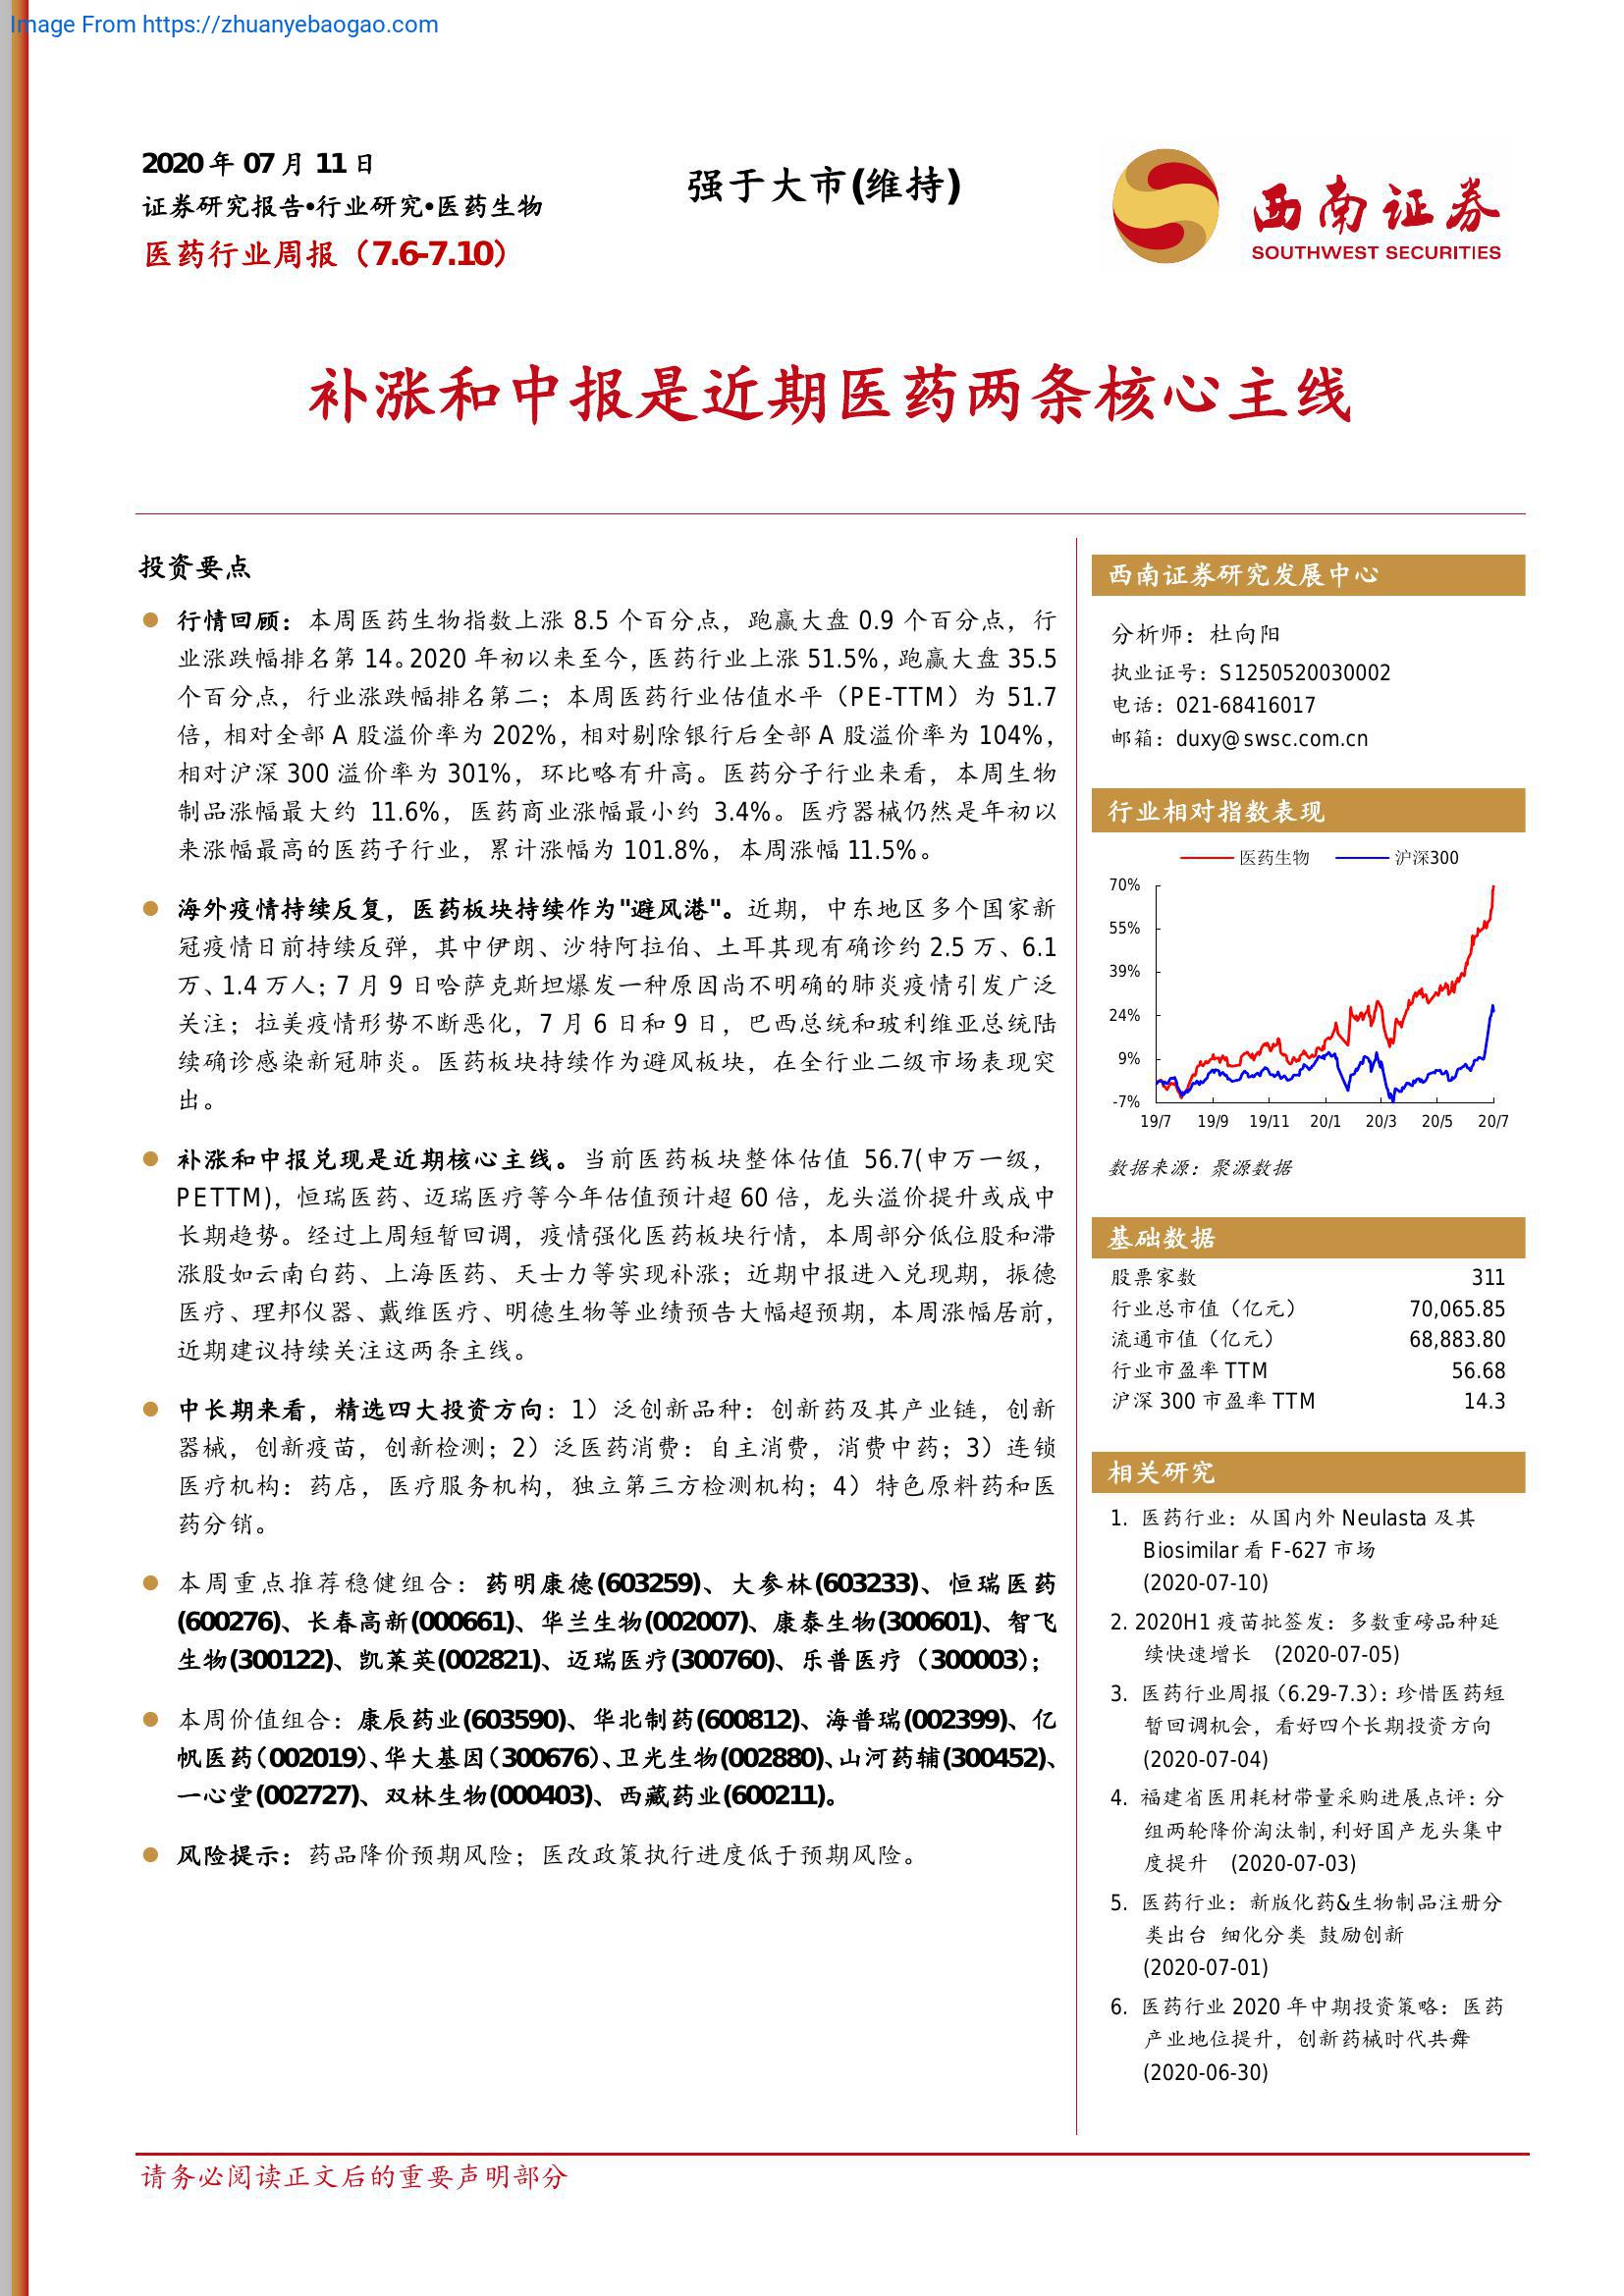 Image From https://zhuanyebaogao.com
2020 年 07 月 11 日
证券研究报告•行业研究•医药生物
医药行业周报（7.6-7.10）
强于大市(维持)
西南证券
SOUTHWEST SECURITIES
补涨和中报是近期医药两条核心主线
投资要点
行情回顾：本周医药生物指数上涨 8.5 个百分点，跑赢大盘 0.9 个百分点，行
业涨跌幅排名第 14。2020 年初以来至今，医药行业上涨 51.5%，跑赢大盘 35.5
个百分点，行业涨跌幅排名第二；本周医药行业估值水平（PE-TTM）为 51.7
倍，相对全部 A 股溢价率为 202%，相对剔除银行后全部 A 股溢价率为 104%，
相对沪深 300 溢价率为 301%，环比略有升高。医药分子行业来看，本周生物
制品涨幅最大约 11.6%，医药商业涨幅最小约 3.4%。医疗器械仍然是年初以
来涨幅最高的医药子行业，累计涨幅为 101.8%，本周涨幅 11.5%。
海外疫情持续反复，医药板块持续作为"避风港"。近期，中东地区多个国家新
冠疫情日前持续反弹，其中伊朗、沙特阿拉伯、土耳其现有确诊约 2.5 万、6.1
万、1.4 万人；7 月 9 日哈萨克斯坦爆发一种原因尚不明确的肺炎疫情引发广泛
关注；拉美疫情形势不断恶化，7 月 6 日和 9 日，巴西总统和玻利维亚总统陆
续确诊感染新冠肺炎。医药板块持续作为避风板块，在全行业二级市场表现突
出。
补涨和中报兑现是近期核心主线。当前医药板块整体估值 56.7(申万一级，
PETTM)，恒瑞医药、迈瑞医疗等今年估值预计超 60 倍，龙头溢价提升或成中
长期趋势。经过上周短暂回调，疫情强化医药板块行情，本周部分低位股和滞
涨股如云南白药、上海医药、天士力等实现补涨；近期中报进入兑现期，振德
医疗、理邦仪器、戴维医疗、明德生物等业绩预告大幅超预期，本周涨幅居前，
近期建议持续关注这两条主线。
中长期来看，精选四大投资方向：1）泛创新品种：创新药及其产业链，创新
器械，创新疫苗，创新检测；2）泛医药消费：自主消费，消费中药；3）连锁
医疗机构：药店，医疗服务机构，独立第三方检测机构；4）特色原料药和医
药分销。
本周重点推荐稳健组合：药明康德(603259)、大参林(603233)、恒瑞医药
(600276)、长春高新(000661)、华兰生物(002007)、康泰生物(300601)、智飞
生物(300122)、凯莱英(002821)、迈瑞医疗(300760)、乐普医疗（300003）；
本周价值组合：康辰药业(603590)、华北制药(600812)、海普瑞(002399)、亿
帆医药（002019）、华大基因（300676）、卫光生物(002880)、山河药辅(300452)、
一心堂(002727)、双林生物(000403)、西藏药业(600211)。
风险提示：药品降价预期风险；医改政策执行进度低于预期风险。
西南证券研究发展中心
分析师：杜向阳
执业证号：S1250520030002
电话：021-68416017
邮箱：duxy@swsc.com.cn
行业相对指数表现
医药生物 沪深300
70%
55%
39%
24%
9%
-7%
19/7 19/9 19/11 20/1 20/3 20/5 20/7
数据来源：聚源数据
基础数据
股票家数 311
行业总市值（亿元） 70,065.85
流通市值（亿元） 68,883.80
行业市盈率 TTM 56.68
沪深 300 市盈率 TTM 14.3
相关研究
1. 医药行业：从国内外 Neulasta 及其
Biosimilar 看 F-627 市场
(2020-07-10)
2. 2020H1 疫苗批签发：多数重磅品种延
续快速增长 (2020-07-05)
3. 医药行业周报（6.29-7.3）：珍惜医药短
暂回调机会，看好四个长期投资方向
(2020-07-04)
4. 福建省医用耗材带量采购进展点评：分
组两轮降价淘汰制，利好国产龙头集中
度提升 (2020-07-03)
5. 医药行业：新版化药&生物制品注册分
类出台 细化分类 鼓励创新
(2020-07-01)
6. 医药行业 2020 年中期投资策略：医药
产业地位提升，创新药械时代共舞
(2020-06-30)
请务必阅读正文后的重要声明部分